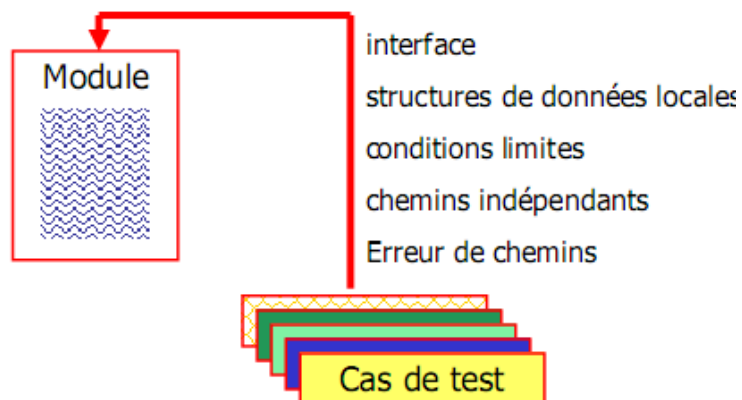 Module
interface
structures de données locales
conditions limites
chemins indépendants
Erreur de chemins
Cas de test